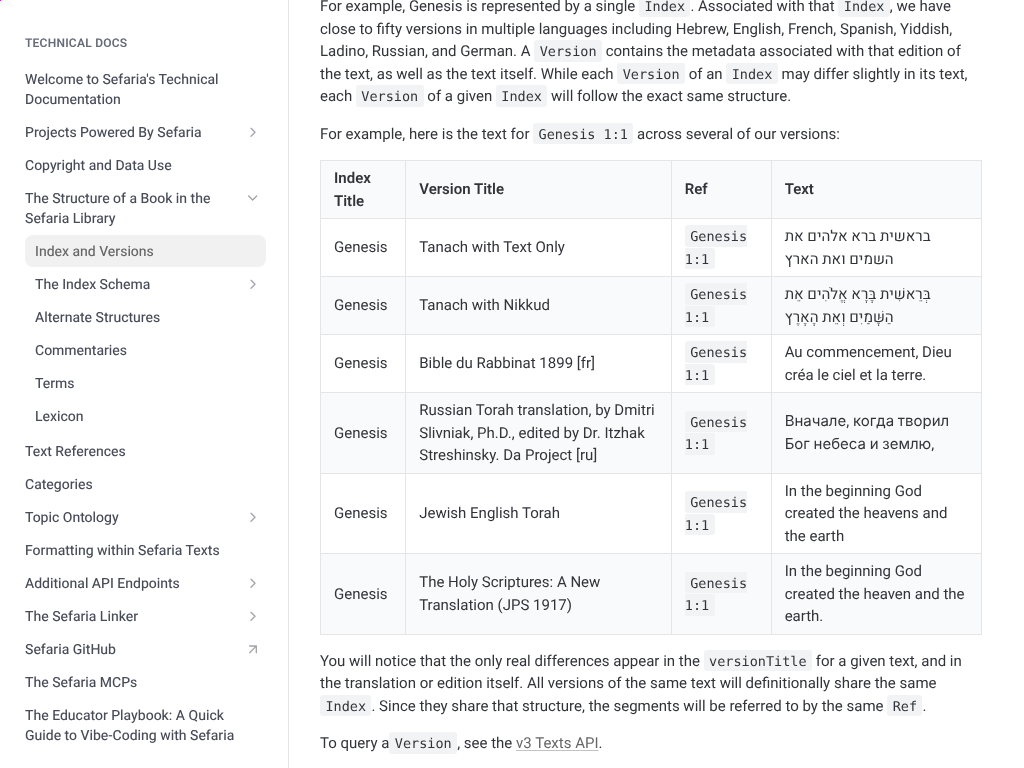 TECHNICAL DOCS
Welcome to Sefaria's Technical
Documentation
Projects Powered By Sefaria
Copyright and Data Use
The Structure of a Book in the
Sefaria Library
Index and Versions
The Index Schema
Alternate Structures
Commentaries
Terms
Lexicon
Text References
Categories
Topic Ontology
Formatting within Sefaria Texts
Additional API Endpoints
The Sefaria Linker
Sefaria GitHub
The Sefaria MCPs
The Educator Playbook: A Quick
Guide to Vibe-Coding with Sefaria
For example, Genesis is represented by a single Index. Associated with that Index, we have
close to fifty versions in multiple languages including Hebrew, English, French, Spanish, Yiddish,
Ladino, Russian, and German. A Version contains the metadata associated with that edition of
the text, as well as the text itself. While each Version of an Index may differ slightly in its text,
each Version of a given Index will follow the exact same structure.
For example, here is the text for Genesis 1:1 across several of our versions:
Index
Title
Version Title
Ref
Text
Genesis
Tanach with Text Only
Genesis
1:1
בראשית ברא אלהים את
השמים ואת הארץ
Genesis
Tanach with Nikkud
Genesis
1:1
בְּרֵאשִׁית בָּרָא אֱלֹהִים אֵת
הַשָּׁמַיִם וְאֵת הָאָרֶץ
Genesis
Bible du Rabbinat 1899 [fr]
Genesis
1:1
Au commencement, Dieu
créa le ciel et la terre.
Genesis
Russian Torah translation, by Dmitri
Slivniak, Ph.D., edited by Dr. Itzhak
Streshinsky. Da Project [ru]
Genesis
1:1
Вначале, когда творил
Бог небеса и землю,
Genesis
Jewish English Torah
Genesis
1:1
In the beginning God
created the heavens and
the earth
Genesis
The Holy Scriptures: A New
Translation (JPS 1917)
Genesis
1:1
In the beginning God
created the heaven and the
earth.
You will notice that the only real differences appear in the versionTitle for a given text, and in
the translation or edition itself. All versions of the same text will definitionally share the same
Index. Since they share that structure, the segments will be referred to by the same Ref.
To query a Version, see the v3 Texts API.